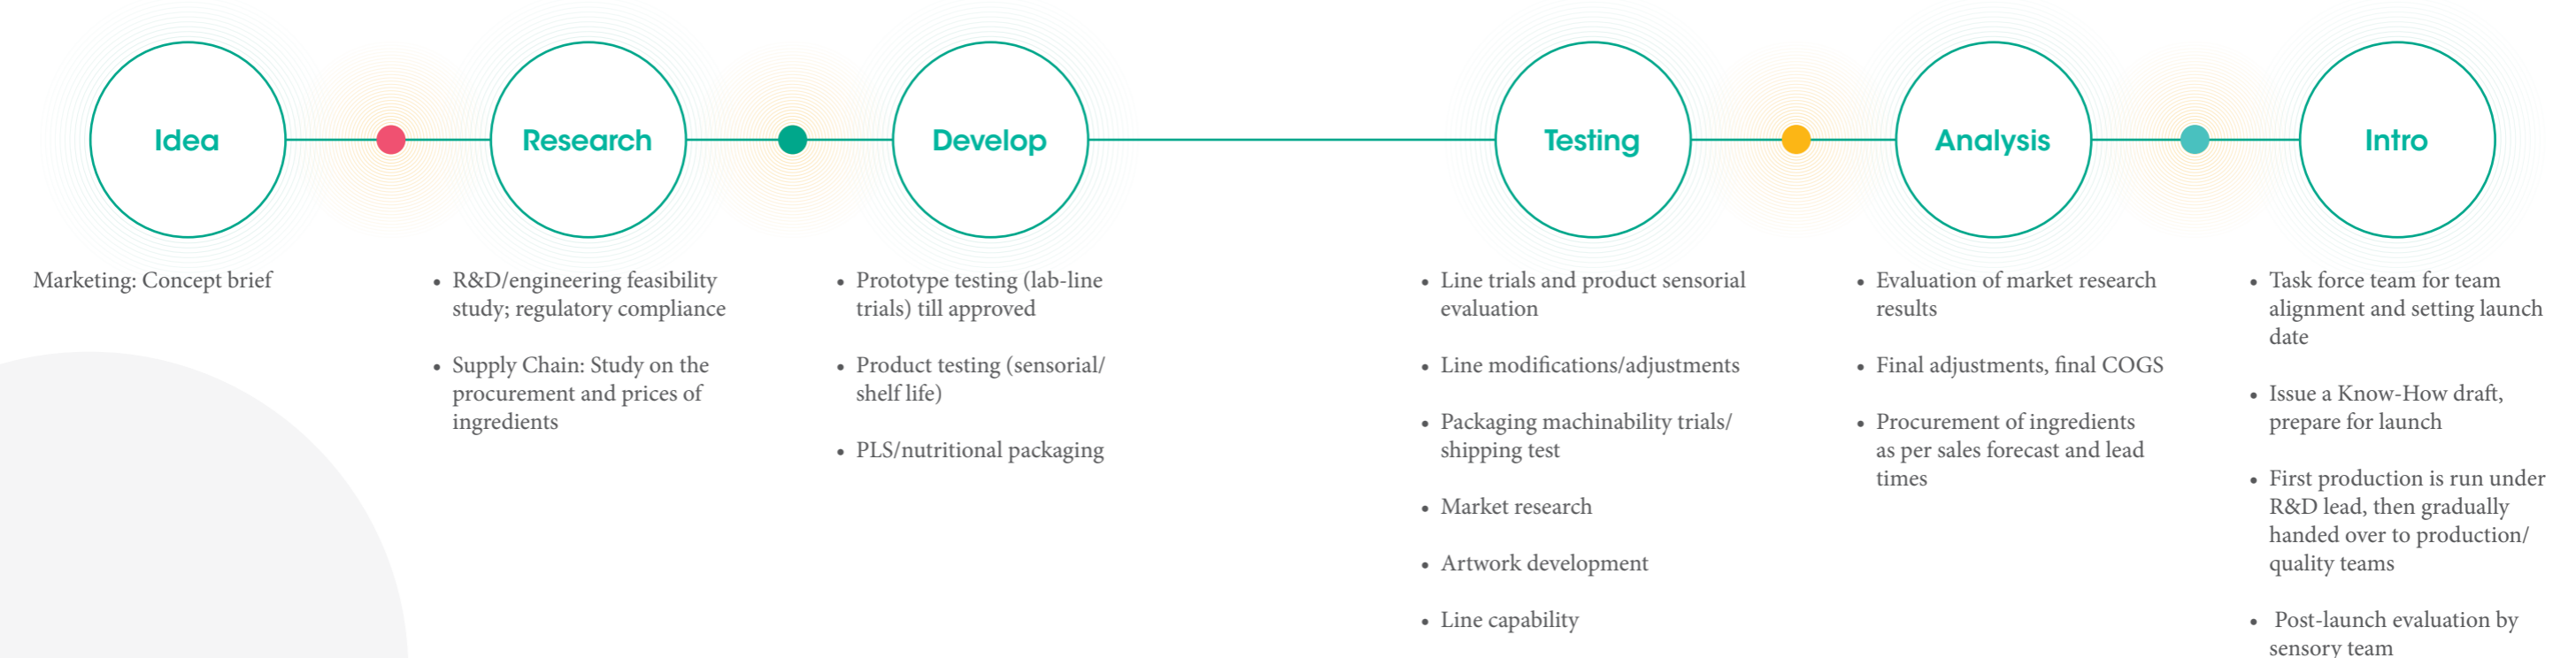 Idea
Research
Develop
Testing
Analysis
Intro
Marketing: Concept brief
• R&D/engineering feasibility
study; regulatory compliance
• Supply Chain: Study on the
procurement and prices of
ingredients
• Prototype testing (lab-line
trials) till approved
• Product testing (sensorial/
shelf life)
• PLS/nutritional packaging
• Line trials and product sensorial
evaluation
• Line modifications/adjustments
• Packaging machinability trials/
shipping test
• Market research
• Artwork development
• Line capability
• Evaluation of market research
results
• Final adjustments, final COGS
• Procurement of ingredients
as per sales forecast and lead
times
• Task force team for team
alignment and setting launch
date
• Issue a Know-How draft,
prepare for launch
• First production is run under
R&D lead, then gradually
handed over to production/
quality teams
• Post-launch evaluation by
sensory team